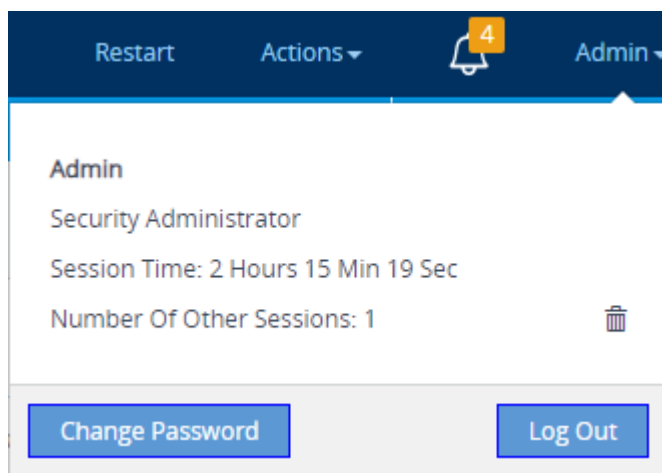 Restart Actions 4 Admin
Admin
Security Administrator
Session Time: 2 Hours 15 Min 19 Sec
Number Of Other Sessions: 1
Change Password Log Out